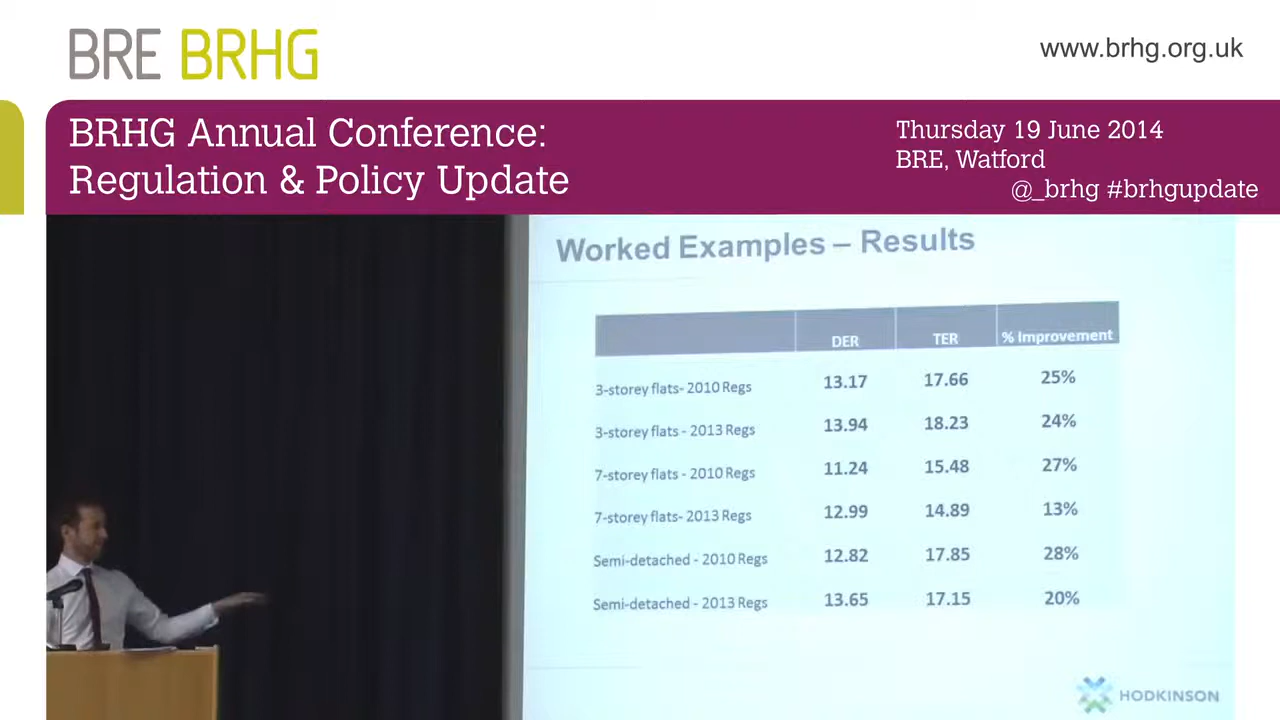 BRE BRHG
www.brhg.org.uk
BRHG Annual Conference:
Regulation & Policy Update
Thursday 19 June 2014
BRE, Watford
@_brhg #brhgupdate
Worked Examples – Results
DER TER % Improvement
3-storey flats- 2010 Regs 13.17 17.66 25%
3-storey flats - 2013 Regs 13.94 18.23 24%
7-storey flats - 2010 Regs 11.24 15.48 27%
7-storey flats- 2013 Regs 12.99 14.89 13%
Semi-detached - 2010 Regs 12.82 17.85 28%
Semi-detached - 2013 Regs 13.65 17.15 20%
HODKINSON